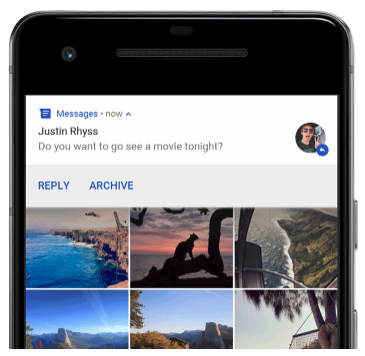 Messages • now
Justin Rhyss
Do you want to go see a movie tonight?
REPLY ARCHIVE